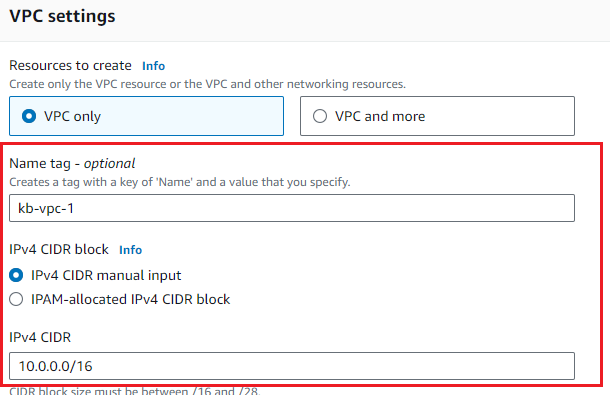 VPC settings
Resources to create Info
Create only the VPC resource or the VPC and other networking resources.
VPC only
VPC and more
Name tag - optional
Creates a tag with a key of 'Name' and a value that you specify.
kb-vpc-1
IPv4 CIDR block Info
IPv4 CIDR manual input
IPAM-allocated IPv4 CIDR block
IPv4 CIDR
10.0.0.0/16
CIDR block size must be between /16 and /28.